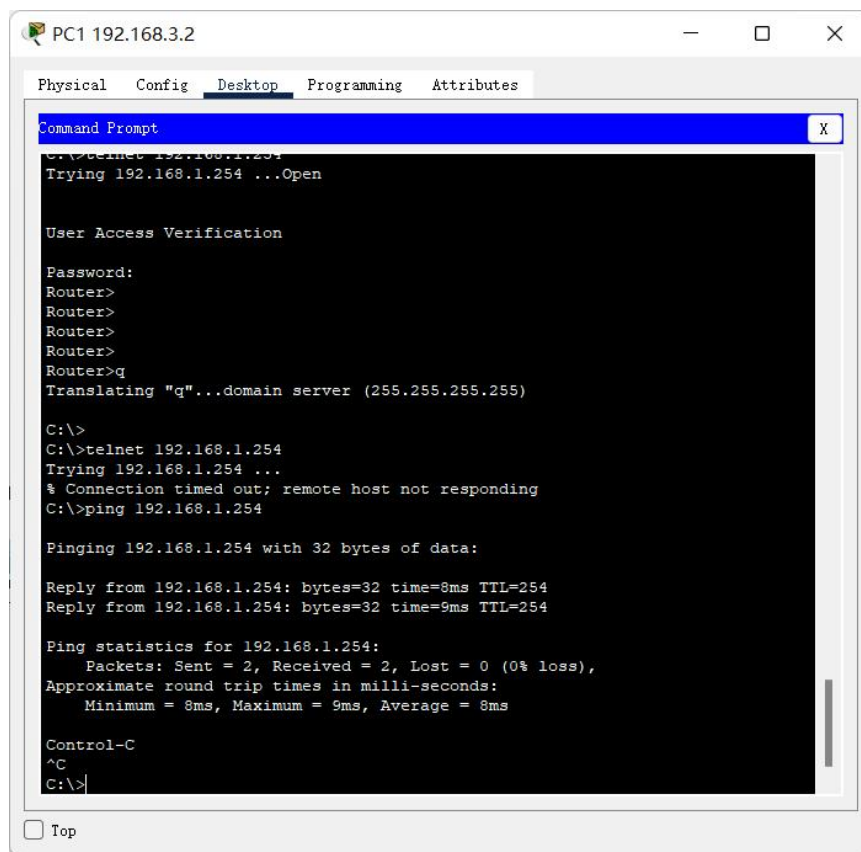 PC1 192.168.3.2
Physical Config Desktop Programming Attributes
Command Prompt
X
C:\>telnet 192.168.1.254
Trying 192.168.1.254 ...Open
User Access Verification
Password:
Router>
Router>
Router>
Router>
Router>q
Translating "q"...domain server (255.255.255.255)
C:\>
C:\>telnet 192.168.1.254
Trying 192.168.1.254 ...
% Connection timed out; remote host not responding
C:\>ping 192.168.1.254
Pinging 192.168.1.254 with 32 bytes of data:
Reply from 192.168.1.254: bytes=32 time=8ms TTL=254
Reply from 192.168.1.254: bytes=32 time=9ms TTL=254
Ping statistics for 192.168.1.254:
Packets: Sent = 2, Received = 2, Lost = 0 (0% loss),
Approximate round trip times in milli-seconds:
Minimum = 8ms, Maximum = 9ms, Average = 8ms
Control-C
^C
C:\>
Top